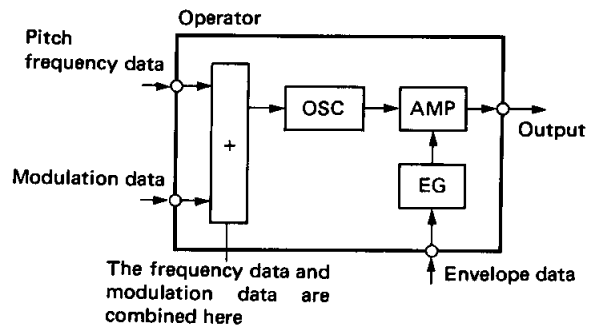 Operator
Pitch
frequency data
OSC
AMP
+
Output
Modulation data
EG
Envelope data
The frequency data and
modulation data are
combined here